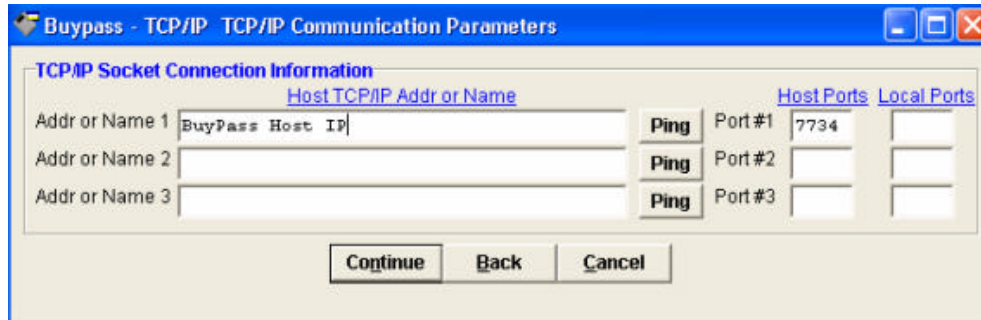 Buypass - TCP/IP TCP/IP Communication Parameters
TCP/IP Socket Connection Information
Host TCP/IP Addr or Name Host Ports Local Ports
Addr or Name 1 BuyPass Host IP Ping Port #1 7734
Addr or Name 2 Ping Port #2
Addr or Name 3 Ping Port #3
Continue Back Cancel